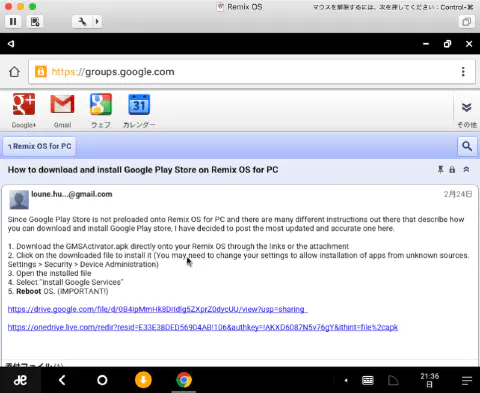 Remix OS
マウスを解除するには、次を押してください：Control-⌘
https://groups.google.com
Google+
Gmail
ウェブ
カレンダー
その他
Remix OS for PC
How to download and install Google Play Store on Remix OS for PC
loune.hu...@gmail.com
2月24日
Since Google Play Store is not preloaded onto Remix OS for PC and there are many different instructions out there that describe how
you can download and install Google Play store, I have decided to post the most updated and accurate one here.
1. Download the GMSActivator.apk directly onto your Remix OS through the links or the attachment
2. Click on the downloaded file to install it (You may need to change your settings to allow installation of apps from unknown sources.
Settings > Security > Device Administration)
3. Open the installed file
4. Select "Install Google Services"
5. Reboot OS. (IMPORTANT!)
https://drive.google.com/file/d/0B4IpMmHk8DitdIg5ZXprZ0dycUU/view?usp=sharing
https://onedrive.live.com/redir?resid=E33E38DED56904AB!106&authkey=!AKXD6087N5v76gY&ithint=file%2capk
添付ファイル (1)
21:36
日